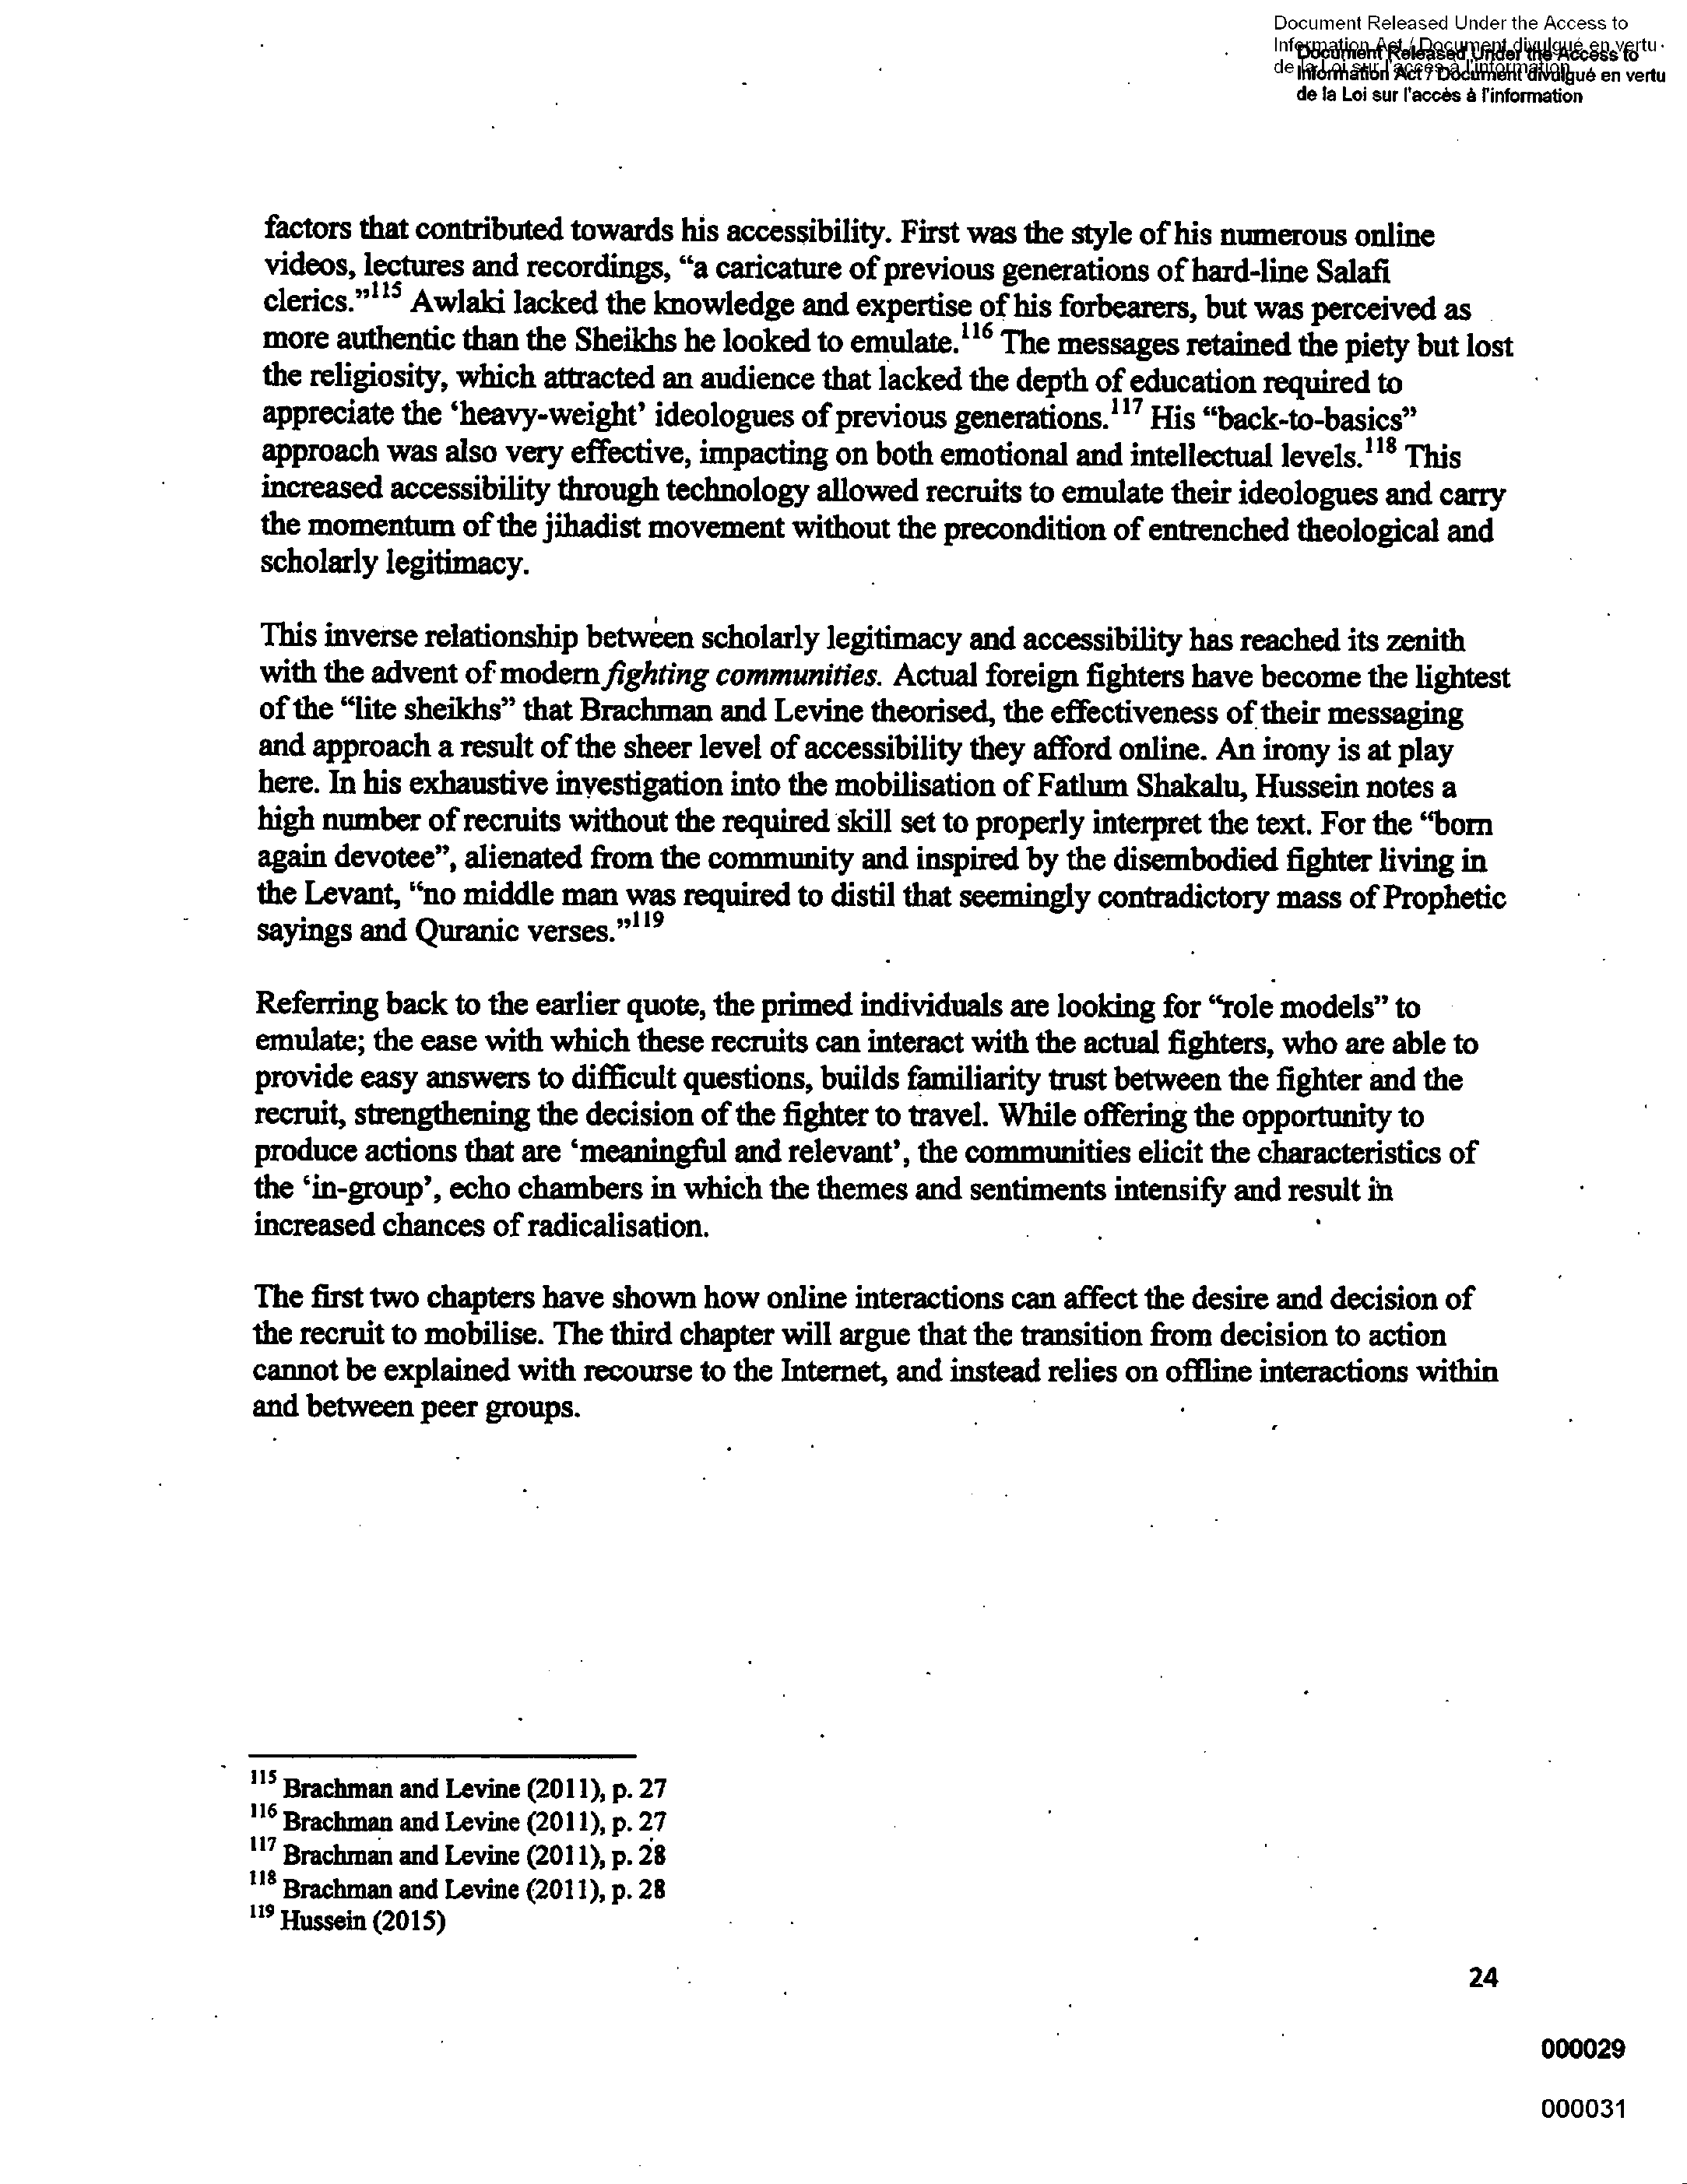 Document Released Under the Access to
Information Act / Document divulgué en vertu
de la Loi sur l'accès à l'information
Document Released Under the Access to
Information Act / Document divulgué en vertu
de la Loi sur l'accès à l'information
factors that contributed towards his accessibility. First was the style of his numerous online
videos, lectures and recordings, “a caricature of previous generations of hard-line Salafi
clerics.”115 Awlaki lacked the knowledge and expertise of his forbearers, but was perceived as
more authentic than the Sheikhs he looked to emulate.116 The messages retained the piety but lost
the religiosity, which attracted an audience that lacked the depth of education required to
appreciate the ‘heavy-weight’ ideologues of previous generations.117 His “back-to-basics”
approach was also very effective, impacting on both emotional and intellectual levels.118 This
increased accessibility through technology allowed recruits to emulate their ideologues and carry
the momentum of the jihadist movement without the precondition of entrenched theological and
scholarly legitimacy.
This inverse relationship between scholarly legitimacy and accessibility has reached its zenith
with the advent of modern fighting communities. Actual foreign fighters have become the lightest
of the “lite sheikhs” that Brachman and Levine theorised, the effectiveness of their messaging
and approach a result of the sheer level of accessibility they afford online. An irony is at play
here. In his exhaustive investigation into the mobilisation of Fatlum Shakalu, Hussein notes a
high number of recruits without the required skill set to properly interpret the text. For the “born
again devotee”, alienated from the community and inspired by the disembodied fighter living in
the Levant, “no middle man was required to distil that seemingly contradictory mass of Prophetic
sayings and Quranic verses.”119
Referring back to the earlier quote, the primed individuals are looking for “role models” to
emulate; the ease with which these recruits can interact with the actual fighters, who are able to
provide easy answers to difficult questions, builds familiarity trust between the fighter and the
recruit, strengthening the decision of the fighter to travel. While offering the opportunity to
produce actions that are ‘meaningful and relevant’, the communities elicit the characteristics of
the ‘in-group’, echo chambers in which the themes and sentiments intensify and result in
increased chances of radicalisation.
The first two chapters have shown how online interactions can affect the desire and decision of
the recruit to mobilise. The third chapter will argue that the transition from decision to action
cannot be explained with recourse to the Internet, and instead relies on offline interactions within
and between peer groups.
115 Brachman and Levine (2011), p. 27
116 Brachman and Levine (2011), p. 27
117 Brachman and Levine (2011), p. 28
118 Brachman and Levine (2011), p. 28
119 Hussein (2015)
24
000029
000031